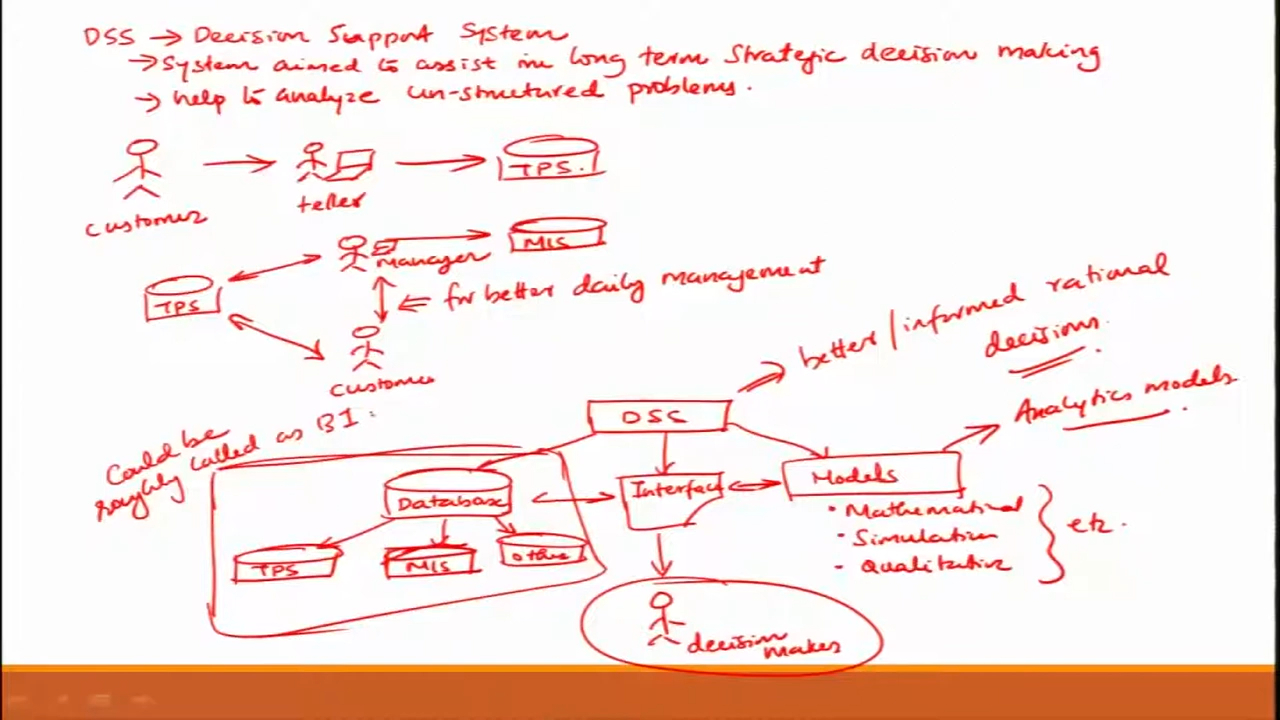 DSS → Decision Support System
→ System aimed to assist in long term Strategic decision making
→ help to analyze un-structured problems.
customer
teller
TPS.
manager
MIS
TPS
⇐ for better daily management
customer
better/informed rational
decisions.
Analytics models.
Could be
roughly called as BI.
DSS
Database
Interface
Models
• Mathematical
• Simulation
• Qualitative
etc.
TPS
MIS
others
decision
maker